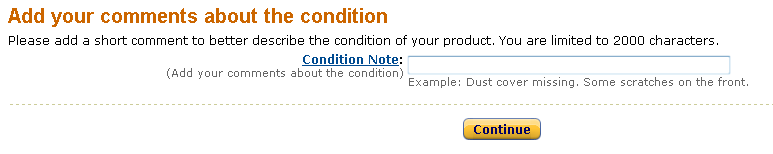 Add your comments about the condition
Please add a short comment to better describe the condition of your product. You are limited to 2000 characters.
Condition Note:
(Add your comments about the condition)
Example: Dust cover missing. Some scratches on the front.
Continue